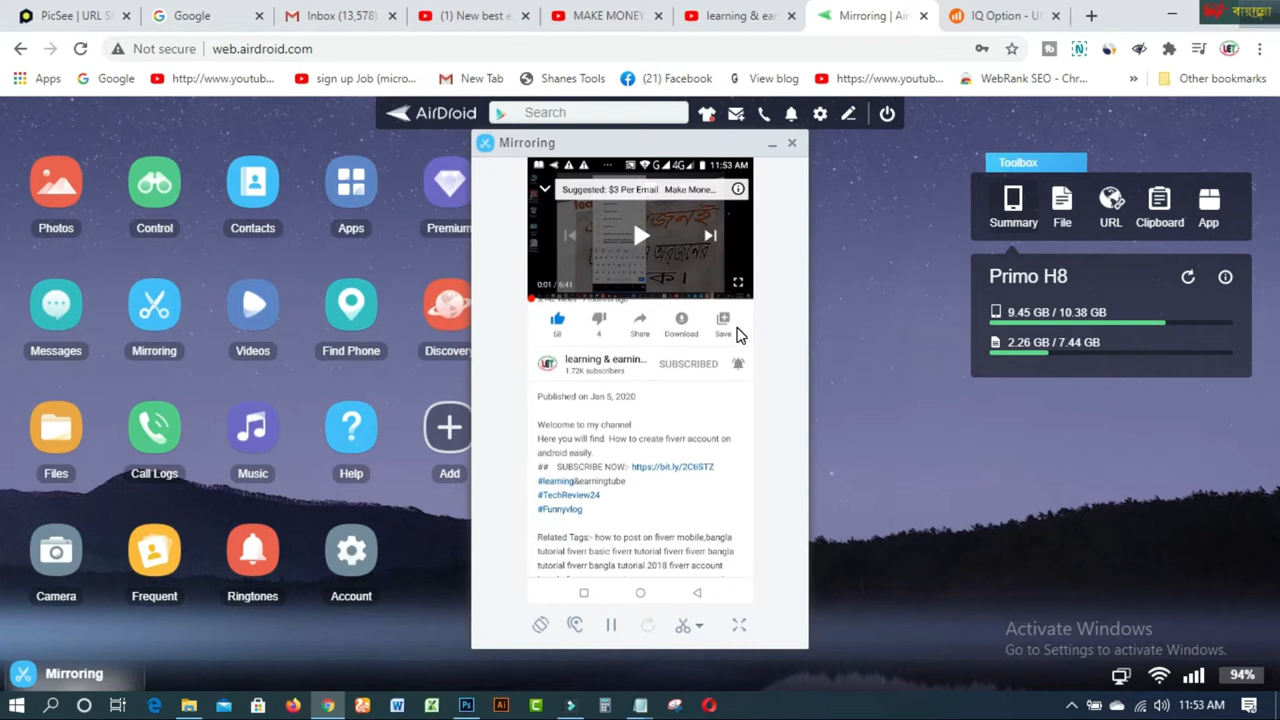 PicSee | URL S
Google
Inbox (13,578)
(1) New best e
MAKE MONEY
learning & ea
Mirroring | Ai
IQ Option - U
বায়ান্নো
Not secure
web.airdroid.com
Apps
Google
http://www.youtub...
sign up Job (micro...
New Tab
Shanes Tools
(21) Facebook
View blog
https://www.youtub...
WebRank SEO - Chr...
Other bookmarks
AirDroid
Search
Mirroring
4G
11:53 AM
Suggested: $3 Per Email Make Mone...
0:01 / 6:41
58
4
Share
Download
Save
learning & earnin...
1.72K subscribers
SUBSCRIBED
Published on Jan 5, 2020
Welcome to my channel
Here you will find How to create fiverr account on
android easily.
## SUBSCRIBE NOW:- https://bit.ly/2C6iSTZ
#learning&earningtube
#TechReview24
#Funnyvlog
Related Tags:- how to post on fiverr mobile,bangla
tutorial fiverr basic fiverr tutorial fiverr fiverr bangla
tutorial fiverr bangla tutorial 2018 fiverr account
Photos
Control
Contacts
Apps
Premium
Messages
Mirroring
Videos
Find Phone
Discovery
Files
Call Logs
Music
Help
Add
Camera
Frequent
Ringtones
Account
Toolbox
Summary
File
URL
Clipboard
App
Primo H8
9.45 GB / 10.38 GB
2.26 GB / 7.44 GB
Activate Windows
Go to Settings to activate Windows.
Mirroring
94%
11:53 AM